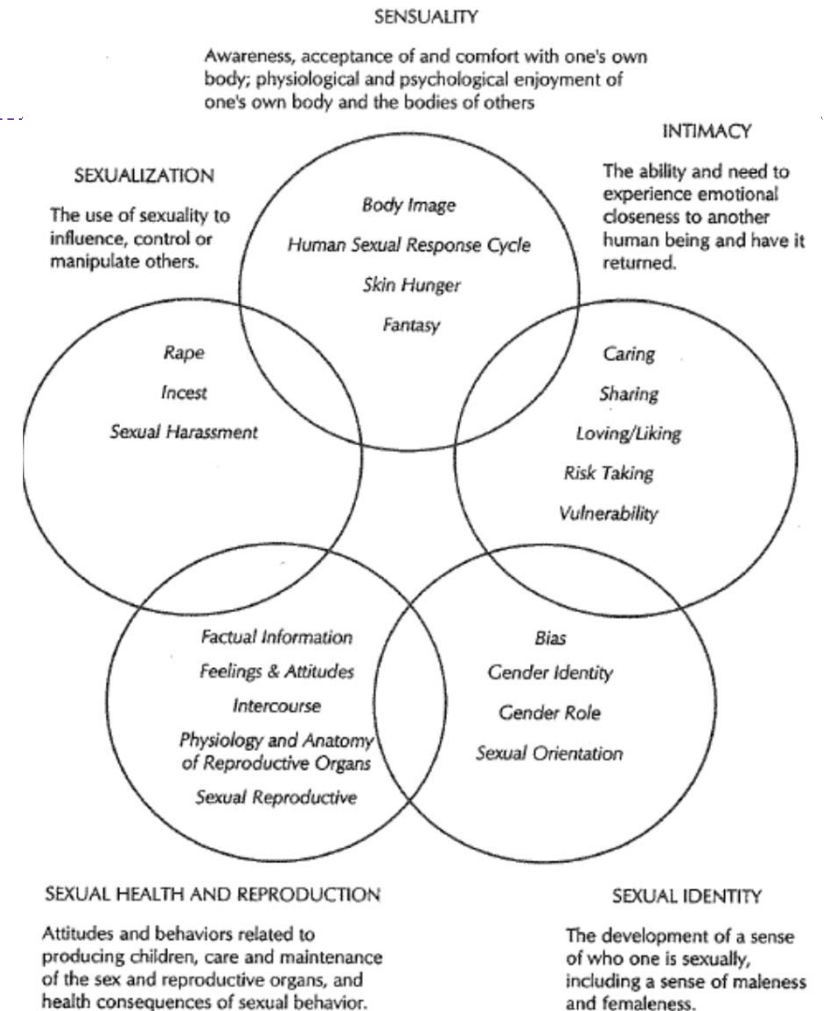 SENSUALITY
Awareness, acceptance of and comfort with one's own
body; physiological and psychological enjoyment of
one's own body and the bodies of others
INTIMACY
The ability and need to
experience emotional
closeness to another
human being and have it
returned.
SEXUALIZATION
The use of sexuality to
influence, control or
manipulate others.
Body Image
Human Sexual Response Cycle
Skin Hunger
Fantasy
Rape
Incest
Sexual Harassment
Caring
Sharing
Loving/Liking
Risk Taking
Vulnerability
Factual Information
Feelings & Attitudes
Intercourse
Physiology and Anatomy
of Reproductive Organs
Sexual Reproductive
Bias
Gender Identity
Gender Role
Sexual Orientation
SEXUAL HEALTH AND REPRODUCTION
Attitudes and behaviors related to
producing children, care and maintenance
of the sex and reproductive organs, and
health consequences of sexual behavior.
SEXUAL IDENTITY
The development of a sense
of who one is sexually,
including a sense of maleness
and femaleness.